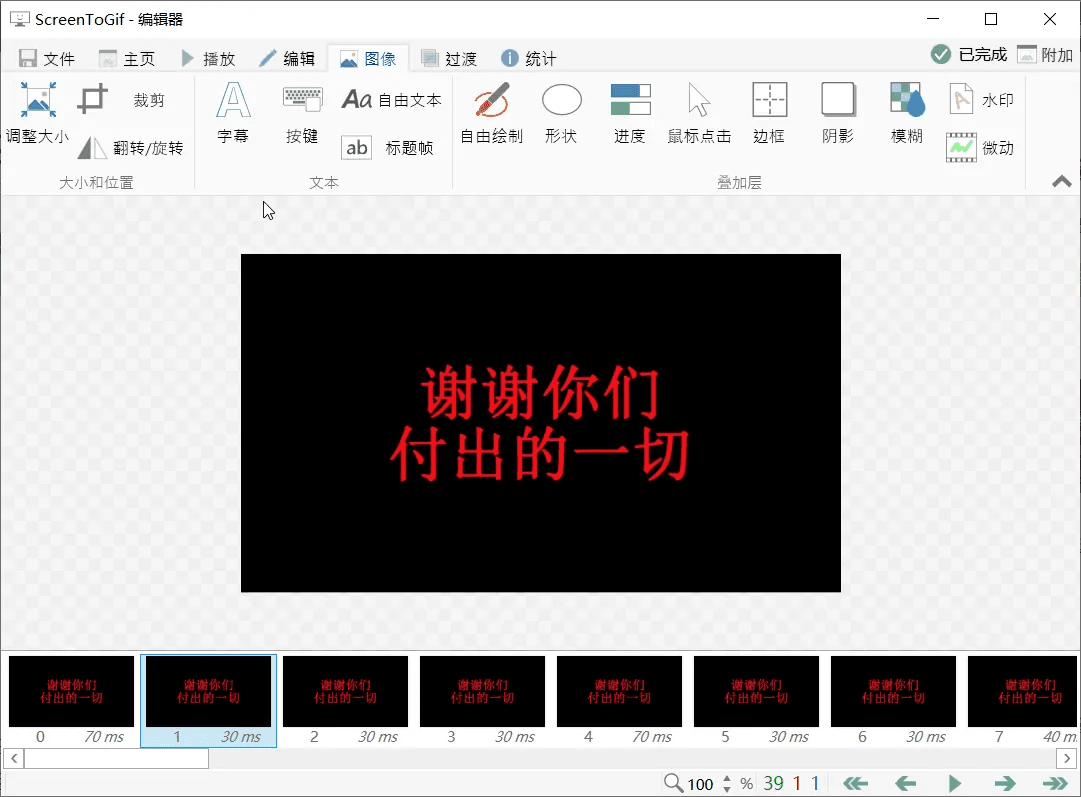 ScreenToGif - 编辑器
文件 主页 播放 编辑 图像 过渡 统计 已完成 附加
调整大小 裁剪 翻转/旋转
大小和位置
字幕 按键 Aa 自由文本 ab 标题帧
文本
自由绘制 形状 进度 鼠标点击 边框 阴影 模糊 水印 微动
叠加层
谢谢你们
付出的一切
谢谢你们 谢谢你们 谢谢你们 谢谢你们 谢谢你们 谢谢你们 谢谢你们 谢谢你们
付出的一切 付出的一切 付出的一切 付出的一切 付出的一切 付出的一切 付出的一切 付出的一切
0 70 ms 1 30 ms 2 30 ms 3 30 ms 4 70 ms 5 30 ms 6 30 ms 7 40 m
100 % 39 1 1